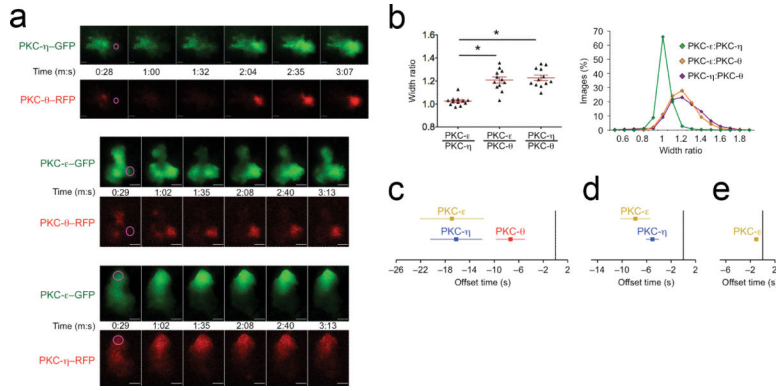 a
PKC-η–GFP
Time (m:s) 0:28 1:00 1:32 2:04 2:35 3:07
PKC-θ–RFP
PKC-ε–GFP
Time (m:s) 0:29 1:02 1:35 2:08 2:40 3:13
PKC-θ–RFP
PKC-ε–GFP
Time (m:s) 0:29 1:02 1:35 2:08 2:40 3:13
PKC-η–RFP
b
Width ratio
1.6
1.4
1.2
1.0
0.8
*
*
PKC-ε PKC-ε PKC-η
PKC-η PKC-θ PKC-θ
Images (%)
70
60
50
40
30
20
10
0
0.6 0.8 1 1.2 1.4 1.6 1.8
Width ratio
PKC-ε:PKC-η
PKC-ε:PKC-θ
PKC-η:PKC-θ
c
PKC-ε
PKC-η PKC-θ
−26 −22 −18 −14 −10 −6 −2 2
Offset time (s)
d
PKC-ε
PKC-η
−14 −10 −6 −2 2
Offset time (s)
e
PKC-ε
−6 −2 2
Offset time (s)